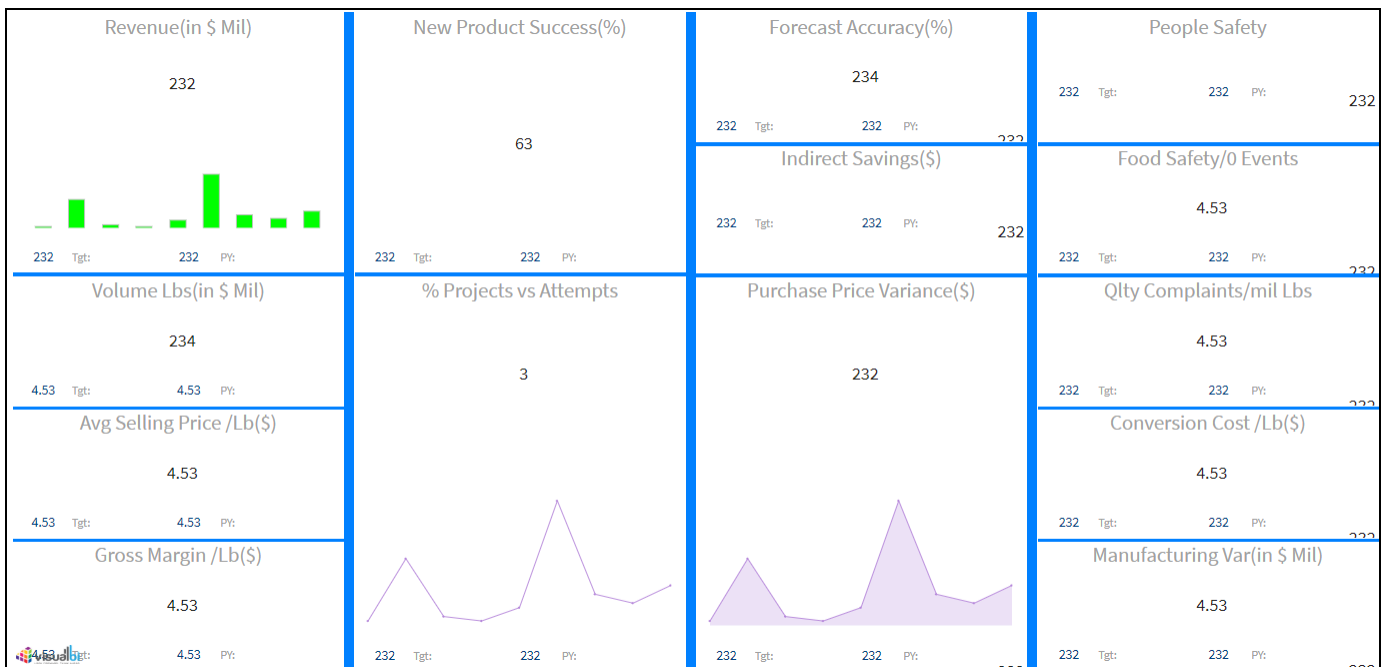 Revenue(in $ Mil)
232
232 Tgt: 232 PY:
Volume Lbs(in $ Mil)
234
4.53 Tgt: 4.53 PY:
Avg Selling Price /Lb($)
4.53
4.53 Tgt: 4.53 PY:
Gross Margin /Lb($)
4.53
4.53 Tgt: 4.53 PY:
New Product Success(%)
63
232 Tgt: 232 PY:
% Projects vs Attempts
3
232 Tgt: 232 PY:
Forecast Accuracy(%)
234
232 Tgt: 232 PY:
232
Indirect Savings($)
232 Tgt: 232 PY:
232
Purchase Price Variance($)
232
232 Tgt: 232 PY:
People Safety
232 Tgt: 232 PY:
232
Food Safety/0 Events
4.53
232 Tgt: 232 PY:
232
Qlty Complaints/mil Lbs
4.53
232 Tgt: 232 PY:
Conversion Cost /Lb($)
4.53
232 Tgt: 232 PY:
Manufacturing Var(in $ Mil)
4.53
232 Tgt: 232 PY: